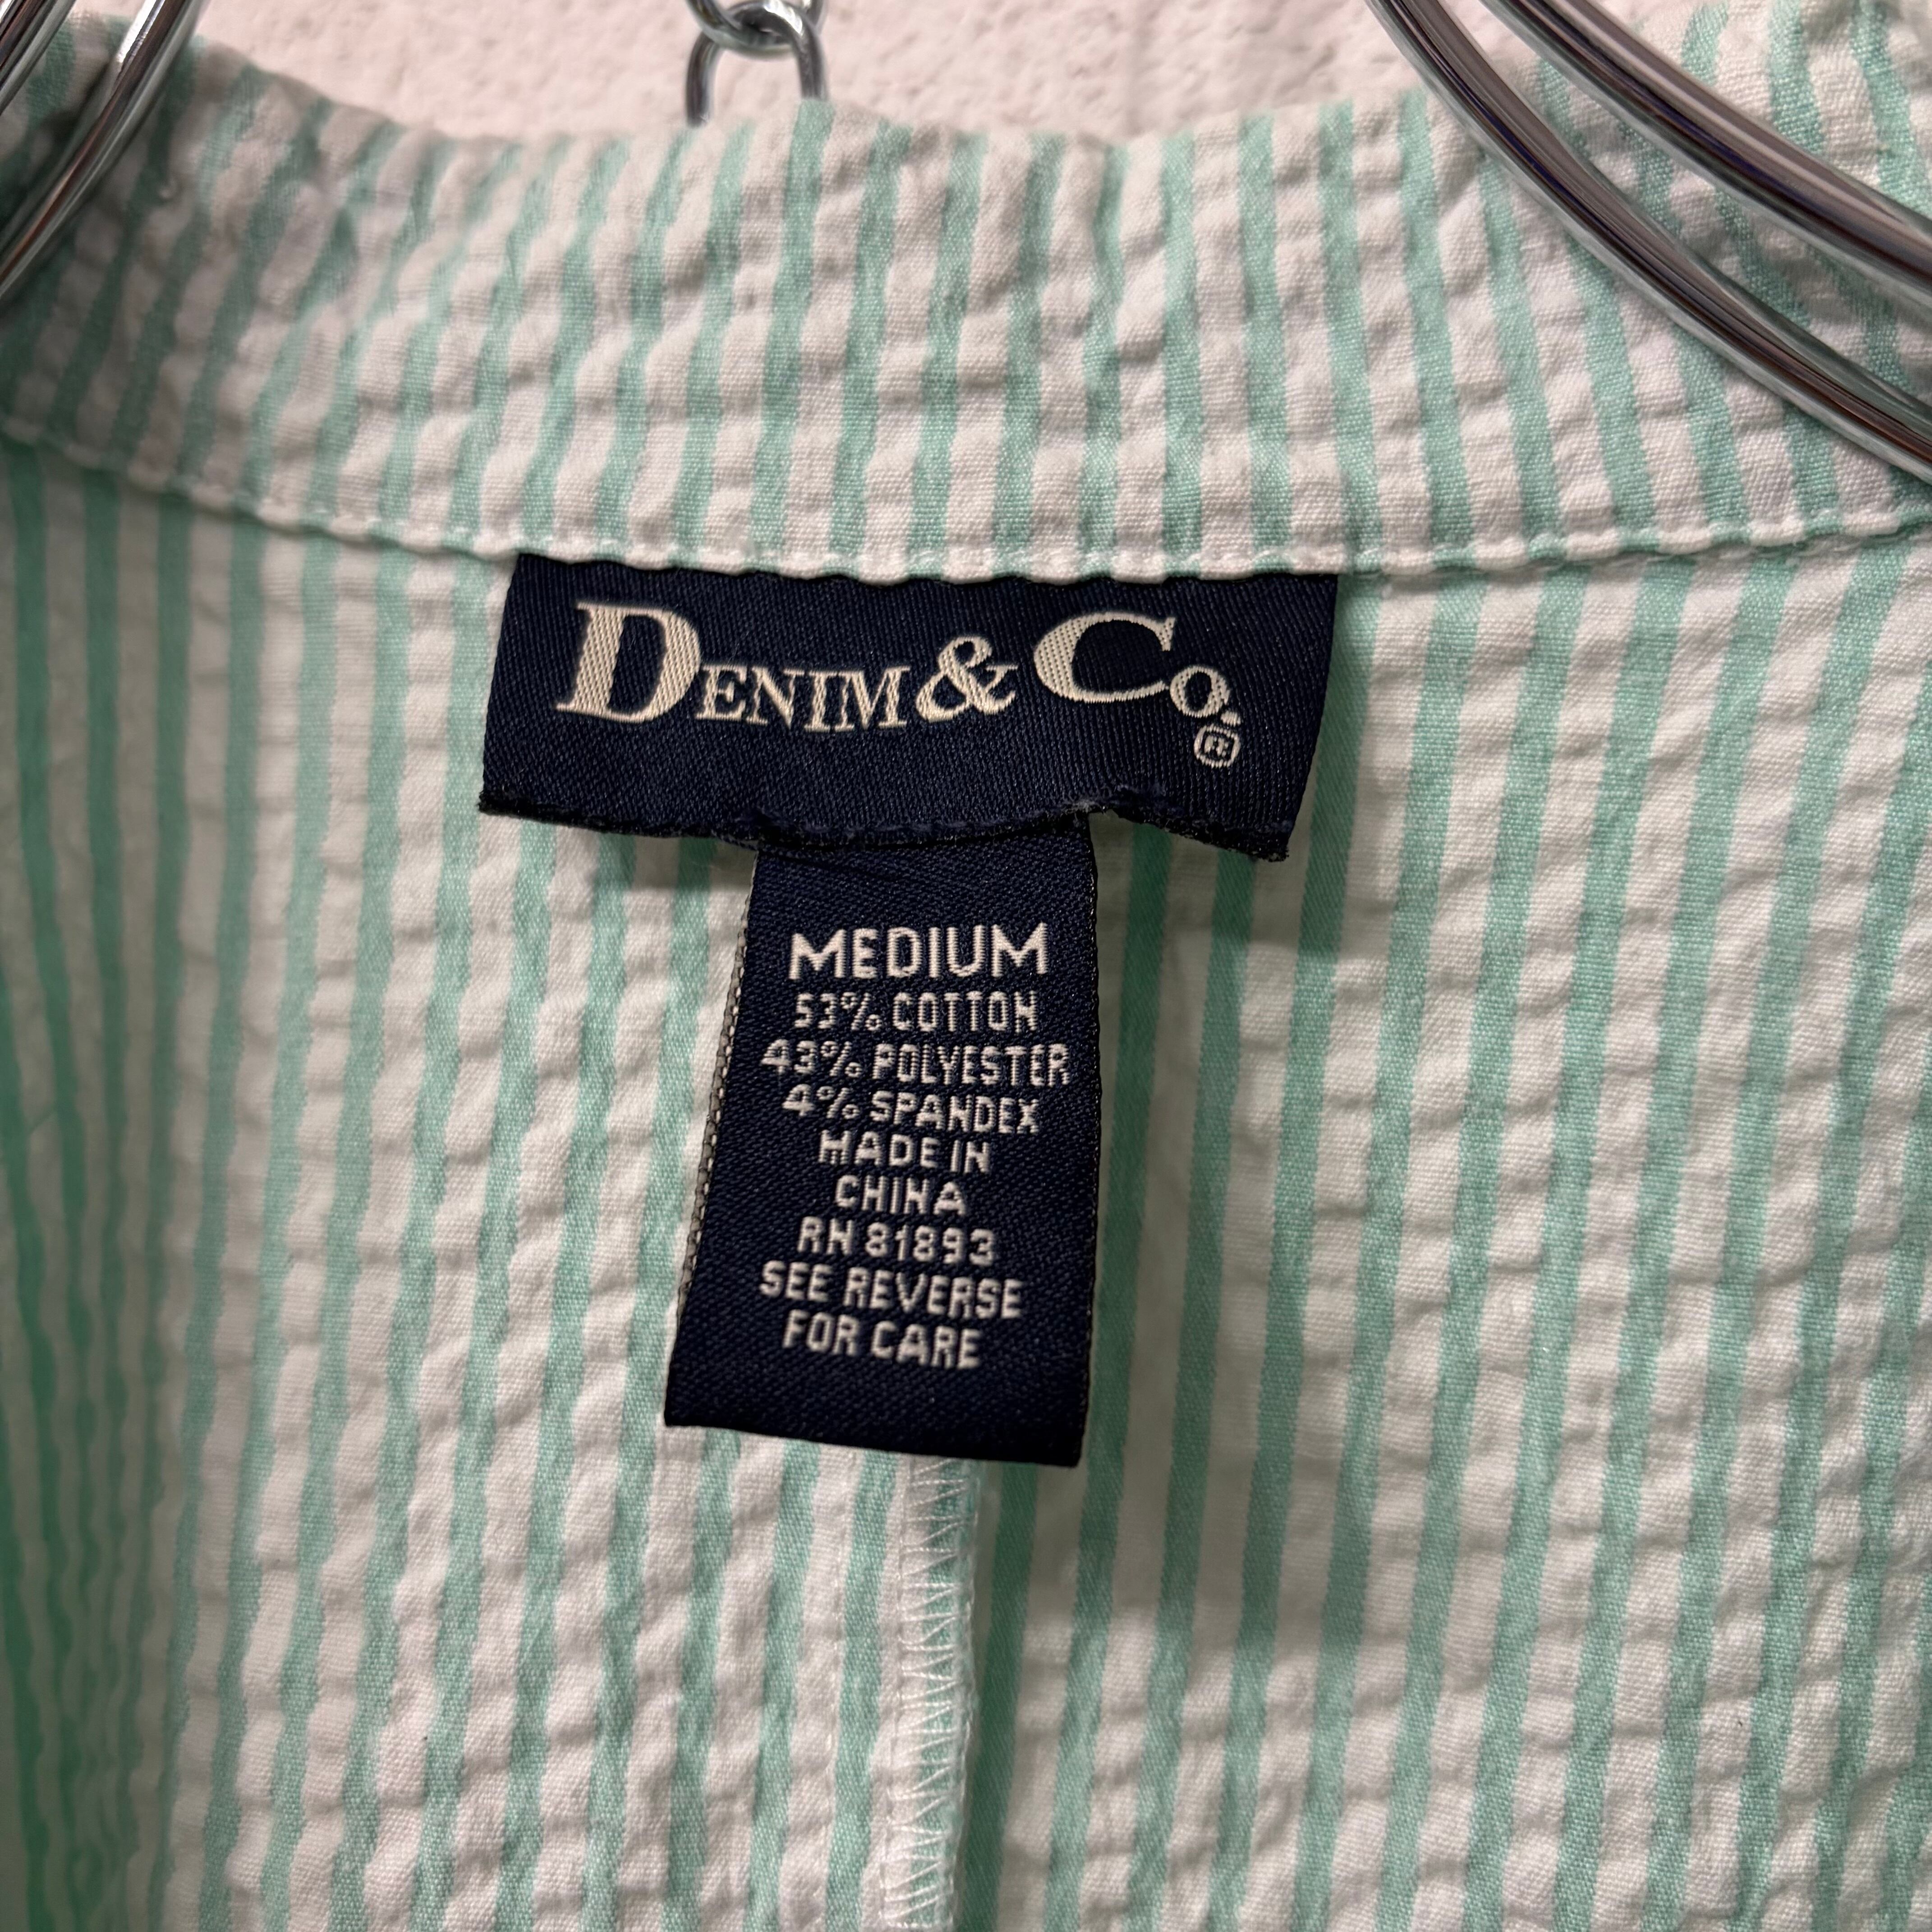 DENIM & CO.®
MEDIUM
53% COTTON
43% POLYESTER
4% SPANDEX
MADE IN
CHINA
RN 81893
SEE REVERSE
FOR CARE